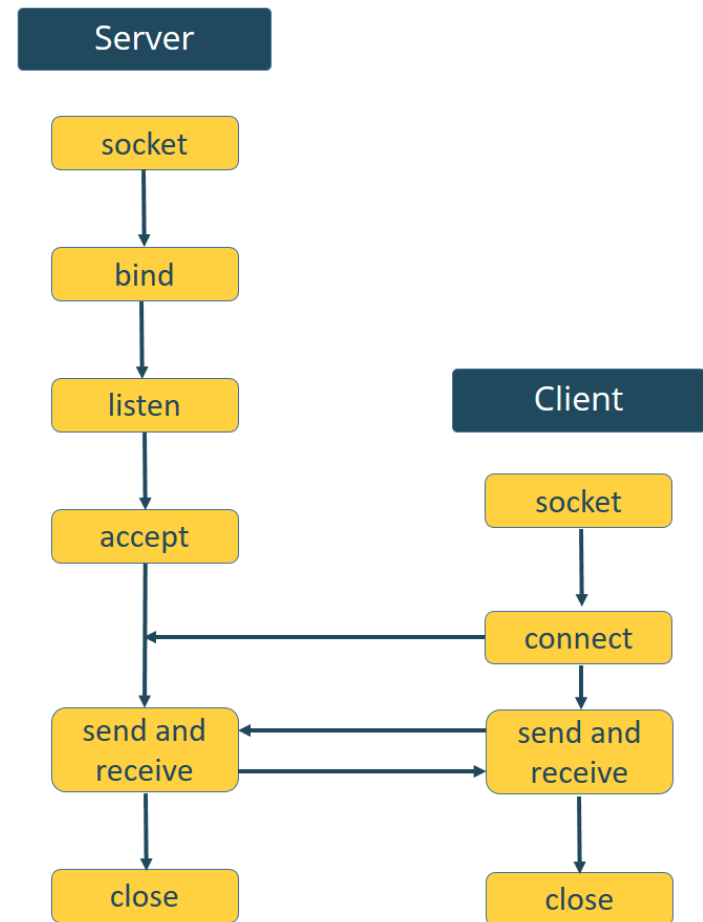 Server
socket
bind
listen
accept
send and
receive
close
Client
socket
connect
send and
receive
close